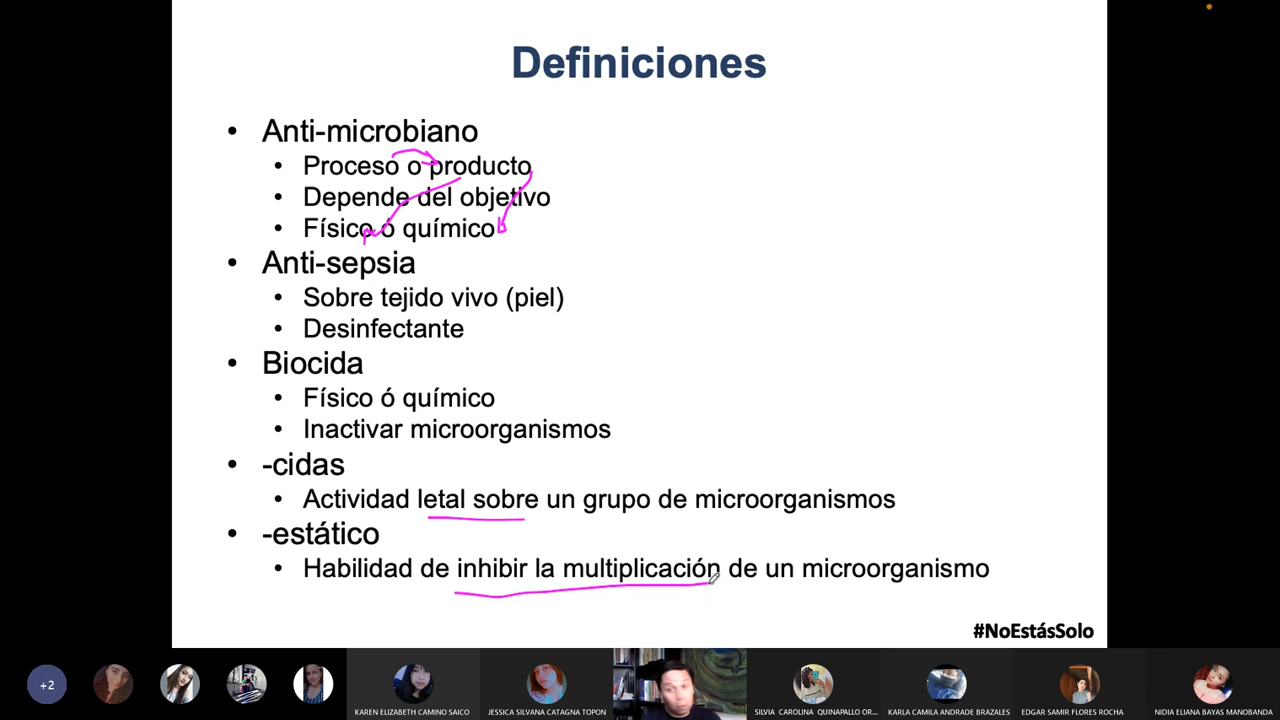 Definiciones
• Anti-microbiano
• Proceso o producto
• Depende del objetivo
• Físico ó químico
• Anti-sepsia
• Sobre tejido vivo (piel)
• Desinfectante
• Biocida
• Físico ó químico
• Inactivar microorganismos
• -cidas
• Actividad letal sobre un grupo de microorganismos
• -estático
• Habilidad de inhibir la multiplicación de un microorganismo
#NoEstásSolo
+2
KAREN ELIZABETH CAMINO SAICO
JESSICA SILVANA CATAGNA TOPON
SILVIA CAROLINA QUINAPALLO OR...
KARLA CAMILA ANDRADE BRAZALES
EDGAR SAMIR FLORES ROCHA
NIDIA ELIANA BAYAS MANOBANDA